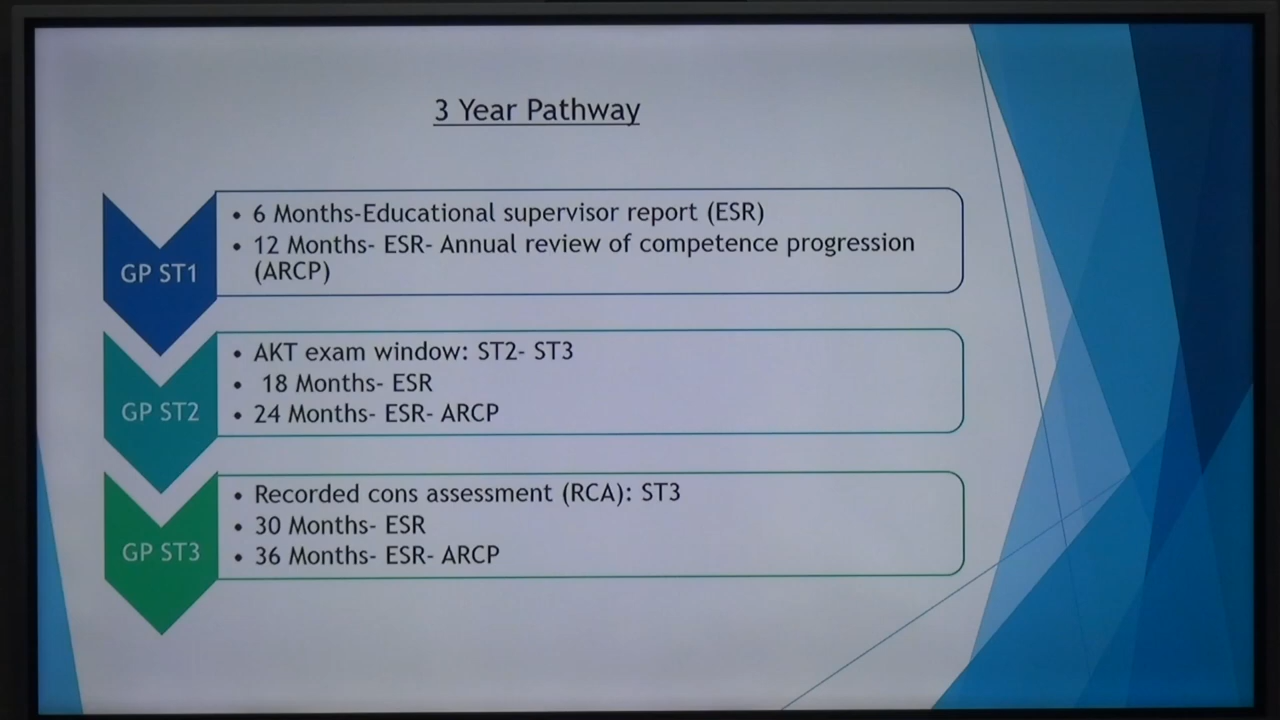 3 Year Pathway
GP ST1
• 6 Months-Educational supervisor report (ESR)
• 12 Months- ESR- Annual review of competence progression
(ARCP)
GP ST2
• AKT exam window: ST2- ST3
• 18 Months- ESR
• 24 Months- ESR- ARCP
GP ST3
• Recorded cons assessment (RCA): ST3
• 30 Months- ESR
• 36 Months- ESR- ARCP